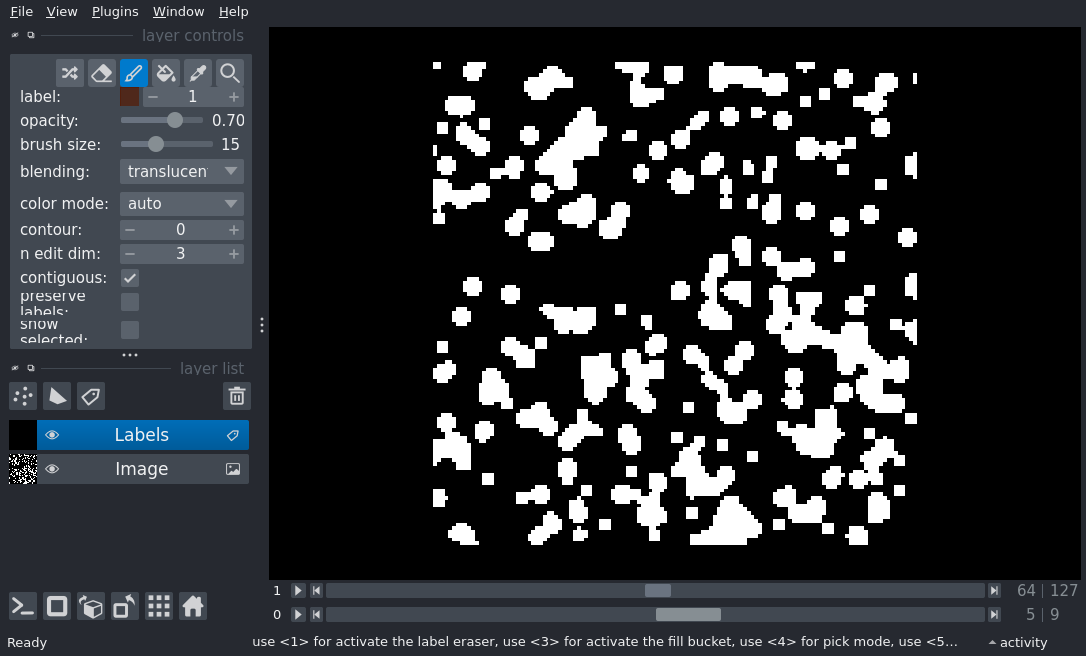 File View Plugins Window Help
layer controls
label: 1
opacity: 0.70
brush size: 15
blending: translucen
color mode: auto
contour: 0
n edit dim: 3
contiguous:
preserve
labels:
show
selected:
layer list
Labels
Image
1 64 | 127
0 5 | 9
Ready use <1> for activate the label eraser, use <3> for activate the fill bucket, use <4> for pick mode, use <5... activity